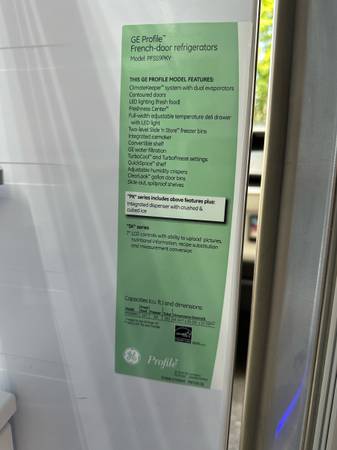 GE Profile™
French-door refrigerators
THIS GE PROFILE MODEL FEATURES:
ClimateKeeper™ system with dual evaporators
Contoured doors
LED lighting (fresh food)
Freshness Center™
Full-width adjustable temperature deli drawer
with LED light
Two-level Slide 'n Store™ freezer bins
Integrated icemaker
Convertible shelf
GE water filtration
TurboCool™ and TurboFreeze settings
QuickSpace™ shelf
Adjustable humidity crispers
ClearLook™ gallon door bins
Slide-out, spillproof shelves
"PK" series includes above features plus:
Integrated dispenser with crushed &
cubed ice
"SK" series
7" LCD controls with ability to upload pictures,
nutritional information, recipe substitution
and measurement conversion
Capacities (cu. ft.) and dimensions:
GE Profile™